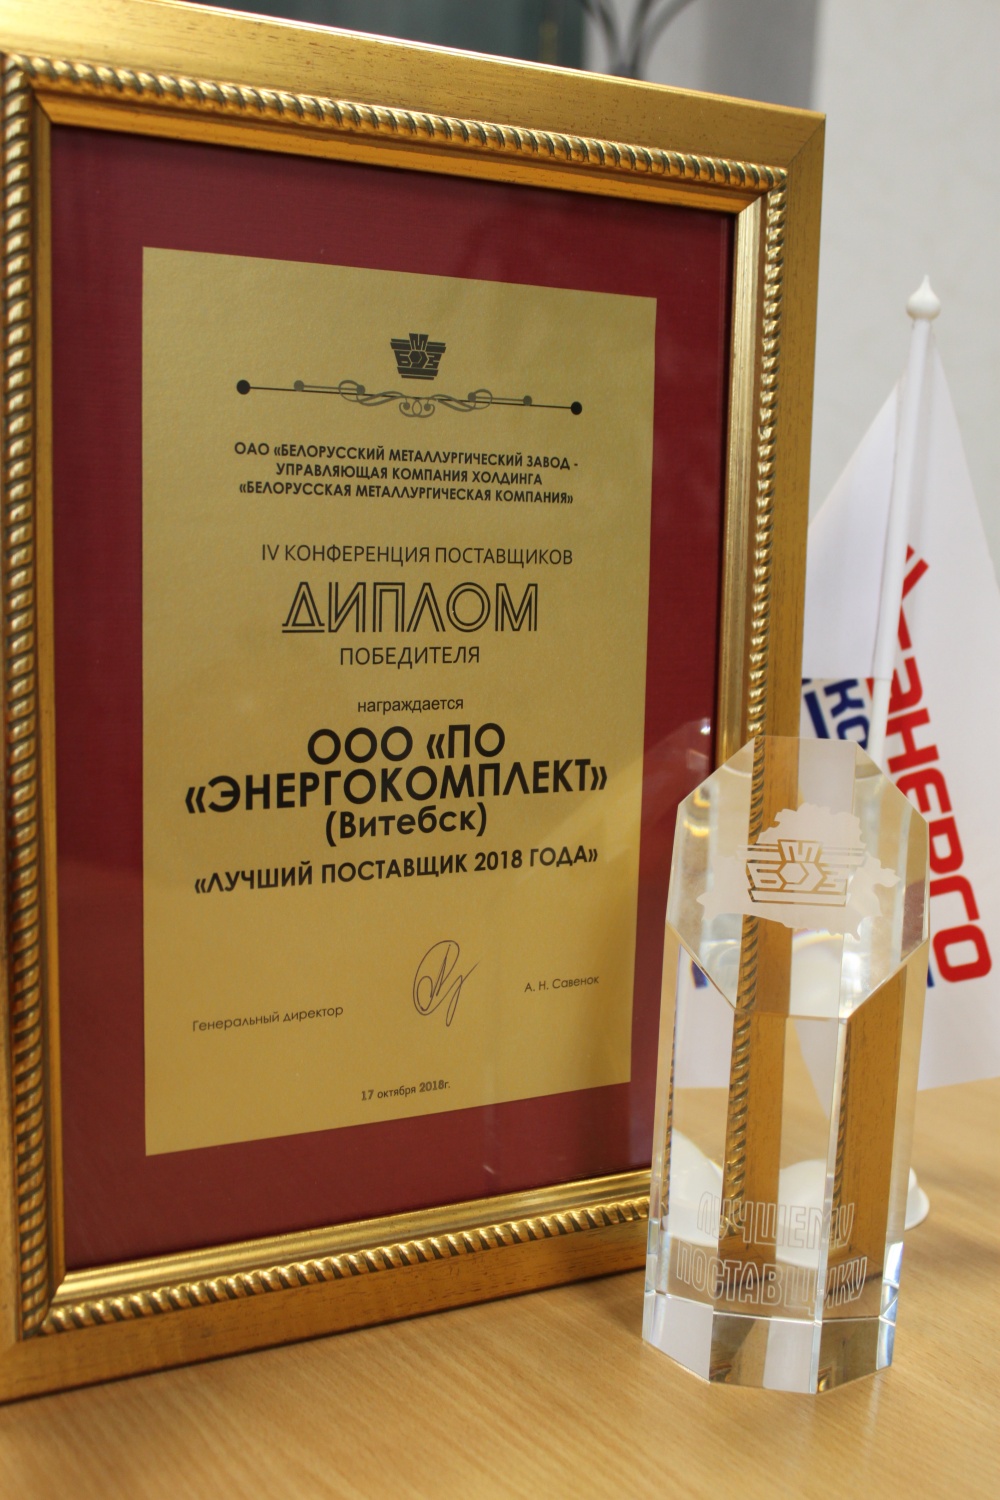 БМЗ
ОАО «БЕЛОРУССКИЙ МЕТАЛЛУРГИЧЕСКИЙ ЗАВОД -
УПРАВЛЯЮЩАЯ КОМПАНИЯ ХОЛДИНГА
«БЕЛОРУССКАЯ МЕТАЛЛУРГИЧЕСКАЯ КОМПАНИЯ»
IV КОНФЕРЕНЦИЯ ПОСТАВЩИКОВ
ДИПЛОМ
ПОБЕДИТЕЛЯ
награждается
ООО «ПО
«ЭНЕРГОКОМПЛЕКТ»
(Витебск)
«ЛУЧШИЙ ПОСТАВЩИК 2018 ГОДА»
Генеральный директор
А. Н. Савенок
17 октября 2018г.
БМЗ
ЛУЧШЕМУ
ПОСТАВЩИКУ
энерго
ко